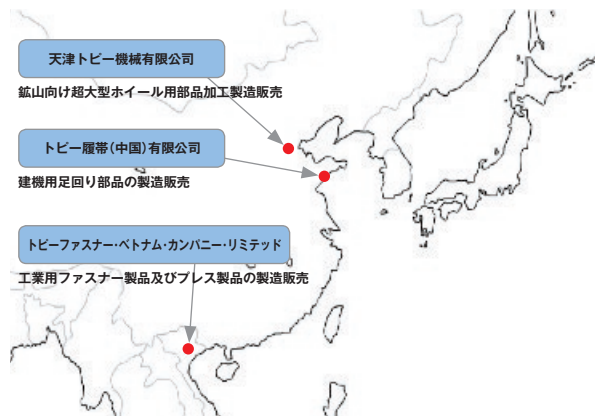 天津トピー機械有限公司
鉱山向け超大型ホイール用部品加工製造販売
トピー履帯(中国)有限公司
建機用足回り部品の製造販売
トピーファスナー・ベトナム・カンパニー・リミテッド
工業用ファスナー製品及びプレス製品の製造販売